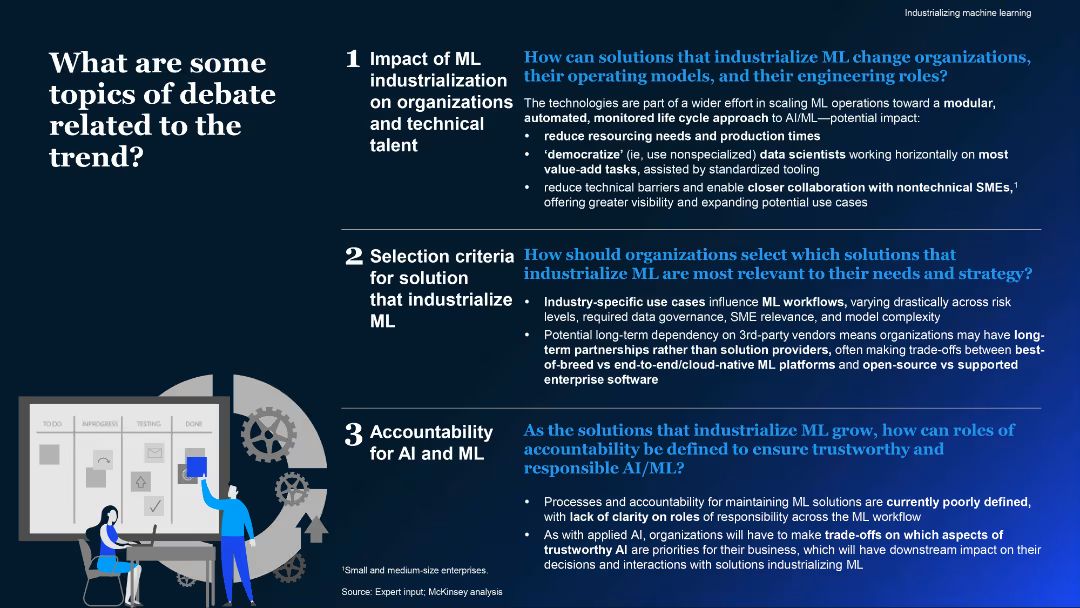 Industrializing machine learning
What are some
topics of debate
related to the
trend?
1
Impact of ML
industrialization
on organizations
and technical
talent
How can solutions that industrialize ML change organizations,
their operating models, and their engineering roles?
The technologies are part of a wider effort in scaling ML operations toward a modular,
automated, monitored life cycle approach to AI/ML—potential impact:
• reduce resourcing needs and production times
• ‘democratize’ (ie, use nonspecialized) data scientists working horizontally on most
value-add tasks, assisted by standardized tooling
• reduce technical barriers and enable closer collaboration with nontechnical SMEs,¹
offering greater visibility and expanding potential use cases
2
Selection criteria
for solution
that industrialize
ML
How should organizations select which solutions that
industrialize ML are most relevant to their needs and strategy?
• Industry-specific use cases influence ML workflows, varying drastically across risk
levels, required data governance, SME relevance, and model complexity
• Potential long-term dependency on 3rd-party vendors means organizations may have long-
term partnerships rather than solution providers, often making trade-offs between best-
of-breed vs end-to-end/cloud-native ML platforms and open-source vs supported
enterprise software
3
Accountability
for AI and ML
As the solutions that industrialize ML grow, how can roles of
accountability be defined to ensure trustworthy and
responsible AI/ML?
• Processes and accountability for maintaining ML solutions are currently poorly defined,
with lack of clarity on roles of responsibility across the ML workflow
• As with applied AI, organizations will have to make trade-offs on which aspects of
trustworthy AI are priorities for their business, which will have downstream impact on their
decisions and interactions with solutions industrializing ML
TO DO
INPROGRESS
TESTING
DONE
¹Small and medium-size enterprises.
Source: Expert input; McKinsey analysis